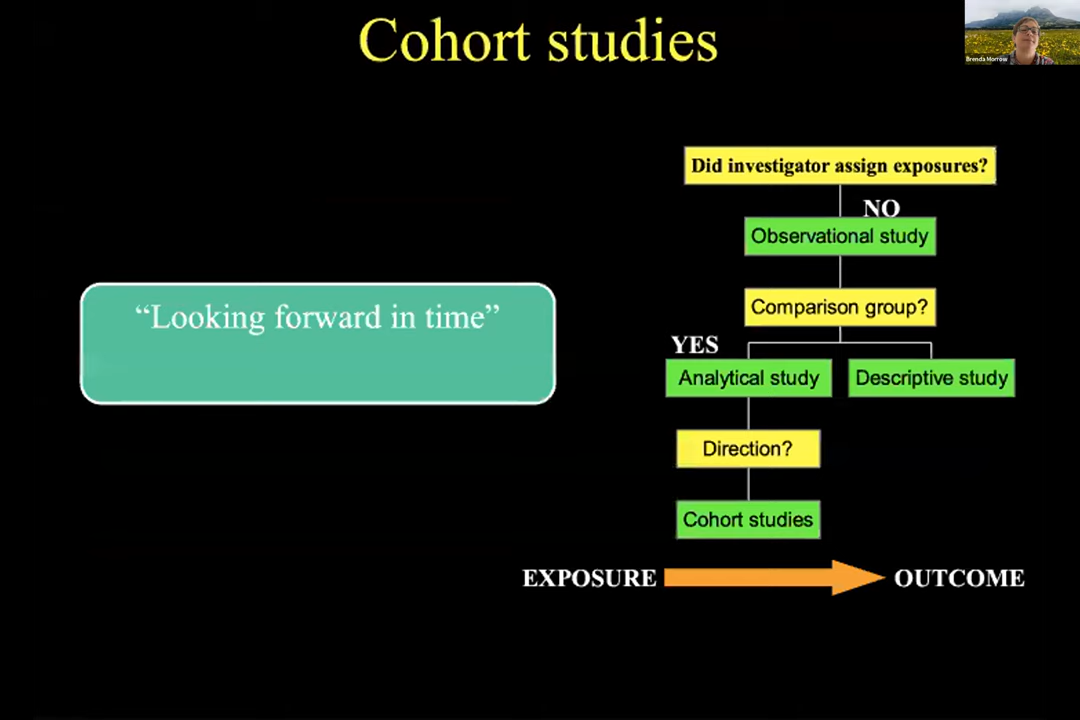 Cohort studies
Brenda Morrow
Did investigator assign exposures?
NO
Observational study
“Looking forward in time”
Comparison group?
YES
Analytical study
Descriptive study
Direction?
Cohort studies
EXPOSURE
OUTCOME